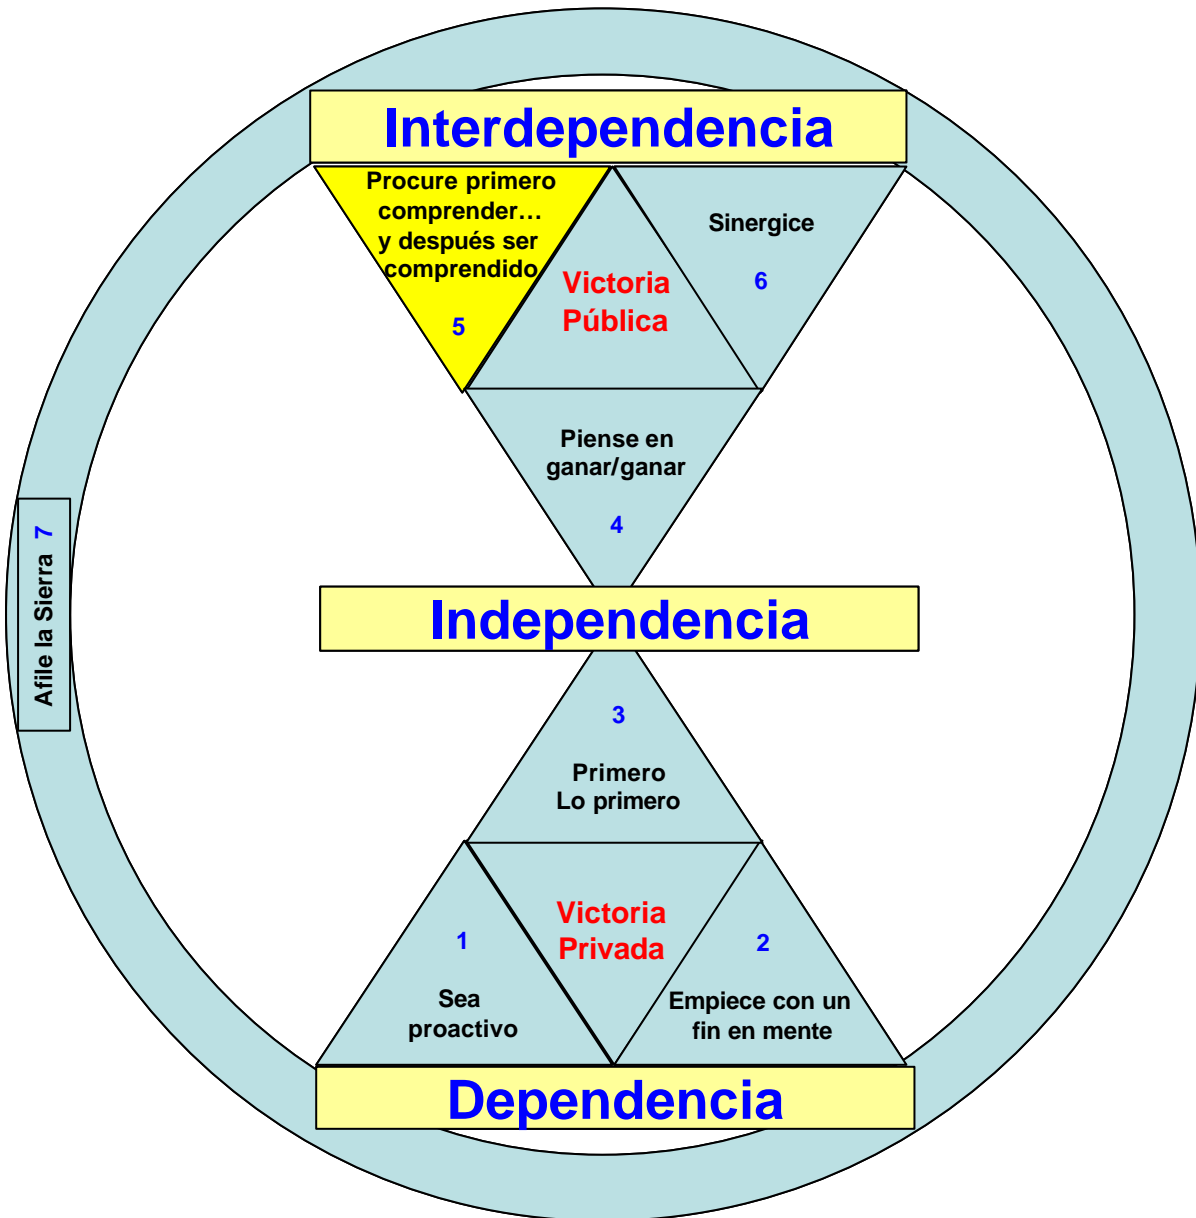 Interdependencia
Procure primero
comprender…
y después ser
comprendido
5
Victoria
Pública
Sinergice
6
Piense en
ganar/ganar
4
Afile la Sierra 7
Independencia
3
Primero
Lo primero
1
Sea
proactivo
Victoria
Privada
2
Empiece con un
fin en mente
Dependencia